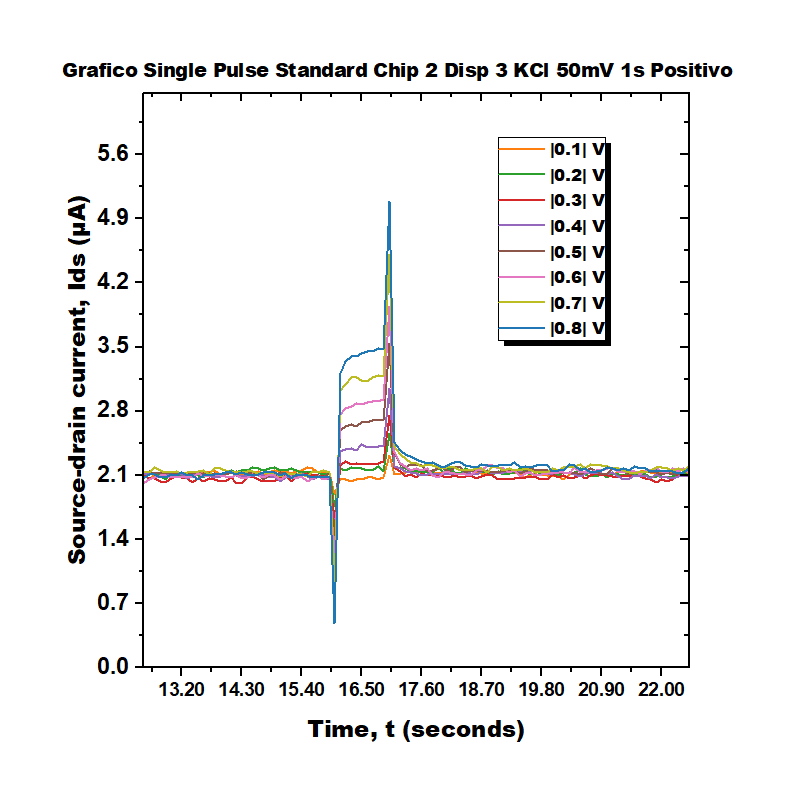 Grafico Single Pulse Standard Chip 2 Disp 3 KCl 50mV 1s Positivo
|0.1| V
|0.2| V
|0.3| V
|0.4| V
|0.5| V
|0.6| V
|0.7| V
|0.8| V
Source-drain current, Ids (µA)
5.6
4.9
4.2
3.5
2.8
2.1
1.4
0.7
0.0
13.20 14.30 15.40 16.50 17.60 18.70 19.80 20.90 22.00
Time, t (seconds)